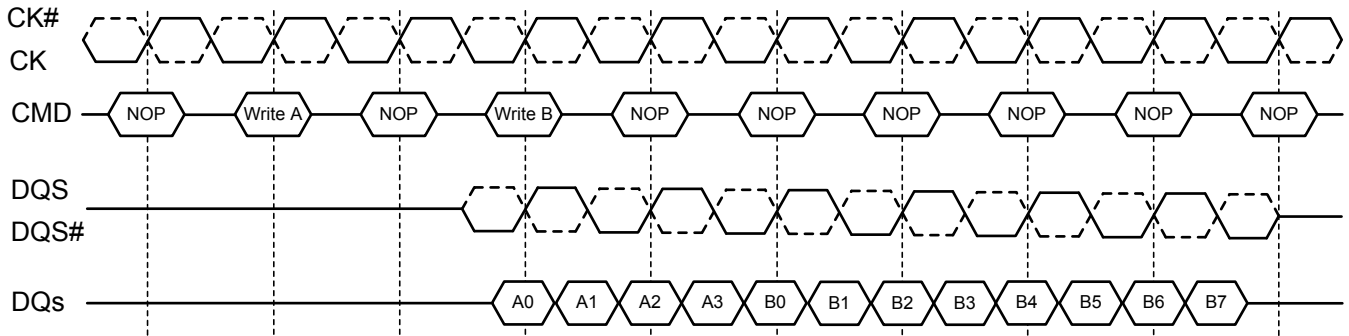 CK#
CK
CMD NOP Write A NOP Write B NOP NOP NOP NOP NOP NOP
DQS
DQS#
DQs A0 A1 A2 A3 B0 B1 B2 B3 B4 B5 B6 B7